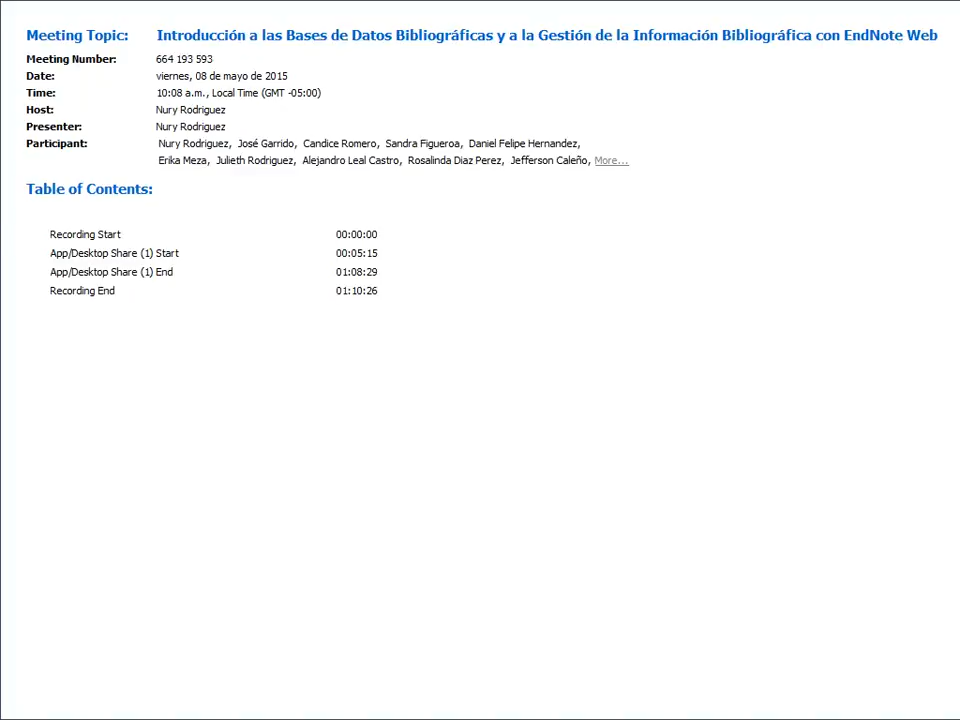 Meeting Topic: Introducción a las Bases de Datos Bibliográficas y a la Gestión de la Información Bibliográfica con EndNote Web
Meeting Number: 664 193 593
Date: viernes, 08 de mayo de 2015
Time: 10:08 a.m., Local Time (GMT -05:00)
Host: Nury Rodriguez
Presenter: Nury Rodriguez
Participant: Nury Rodriguez, José Garrido, Candice Romero, Sandra Figueroa, Daniel Felipe Hernandez,
Erika Meza, Julieth Rodriguez, Alejandro Leal Castro, Rosalinda Diaz Perez, Jefferson Caleño, More...
Table of Contents:
Recording Start 00:00:00
App/Desktop Share (1) Start 00:05:15
App/Desktop Share (1) End 01:08:29
Recording End 01:10:26